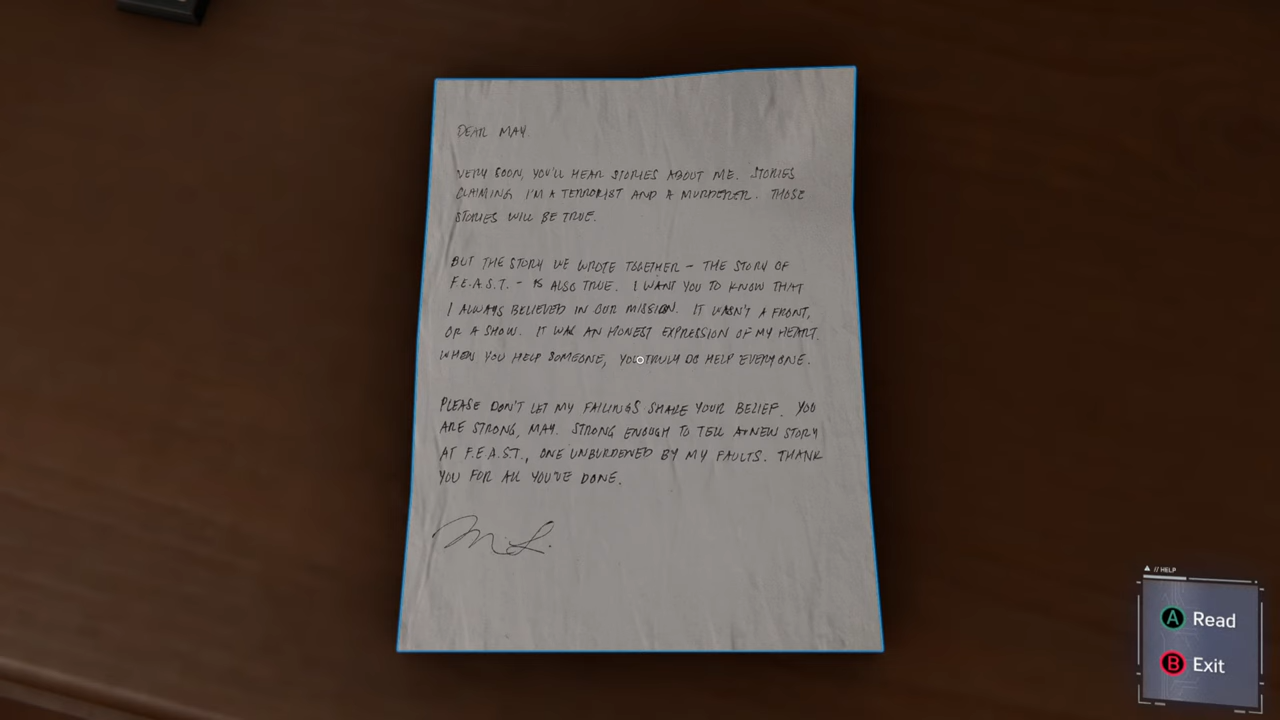 DEAR MAY.
VERY SOON, YOU'LL HEAR STORIES ABOUT ME. STORIES
CLAIMING I'M A TERRORIST AND A MURDERER. THOSE
STORIES WILL BE TRUE.
BUT THE STORY WE WROTE TOGETHER - THE STORY OF
F.E.A.S.T. - IS ALSO TRUE. I WANT YOU TO KNOW THAT
I ALWAYS BELIEVED IN OUR MISSION. IT WASN'T A FRONT,
OR A SHOW. IT WAS AN HONEST EXPRESSION OF MY HEART.
WHEN YOU HELP SOMEONE, YOU TRULY DO HELP EVERYONE.
PLEASE DON'T LET MY FAILINGS SHAKE YOUR BELIEF. YOU
ARE STRONG, MAY. STRONG ENOUGH TO TELL A NEW STORY
AT F.E.A.S.T., ONE UNBURDENED BY MY FAULTS. THANK
YOU FOR ALL YOU'VE DONE.
M.L.
// HELP
A Read
B Exit